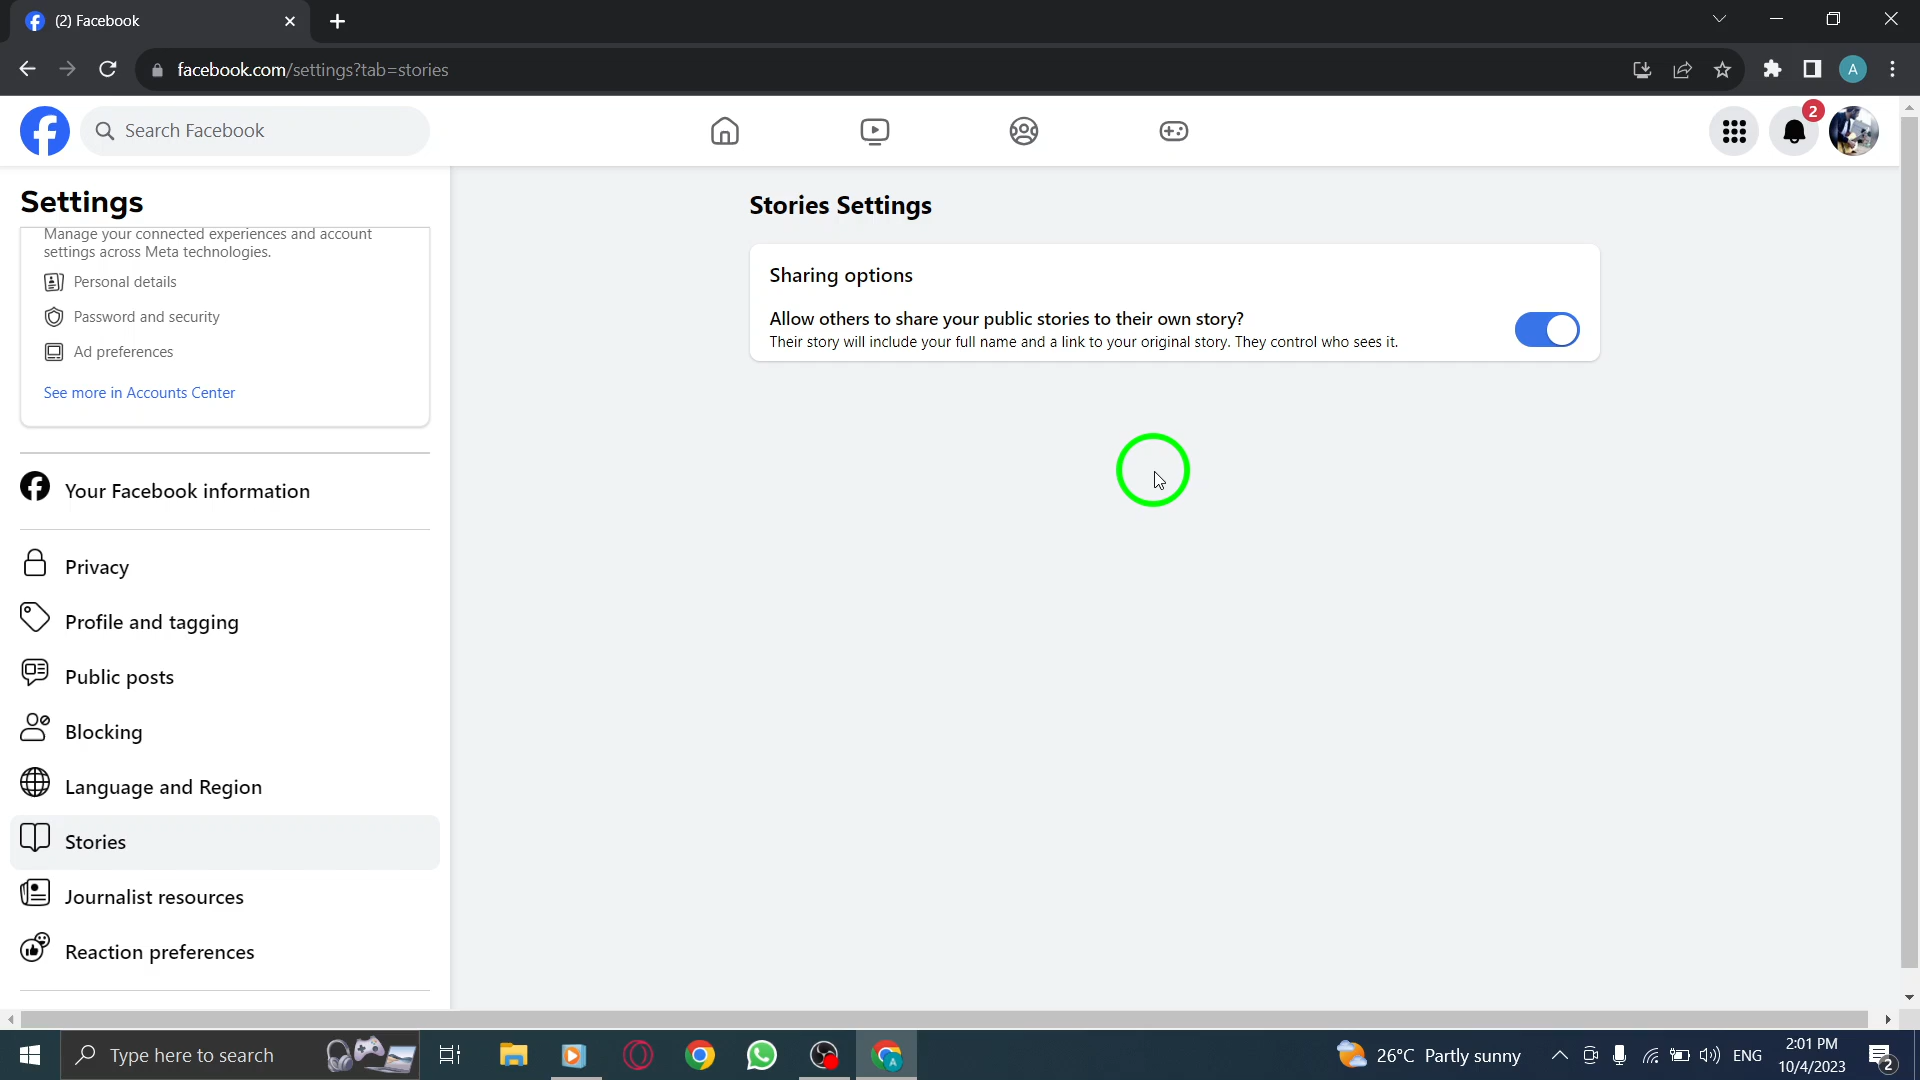 (2) Facebook
facebook.com/settings?tab=stories
A
Search Facebook
2
Settings
Manage your connected experiences and account
settings across Meta technologies.
Personal details
Password and security
Ad preferences
See more in Accounts Center
Your Facebook information
Privacy
Profile and tagging
Public posts
Blocking
Language and Region
Stories
Journalist resources
Reaction preferences
Stories Settings
Sharing options
Allow others to share your public stories to their own story?
Their story will include your full name and a link to your original story. They control who sees it.
Type here to search
A
26°C Partly sunny
ENG
2:01 PM
10/4/2023
2